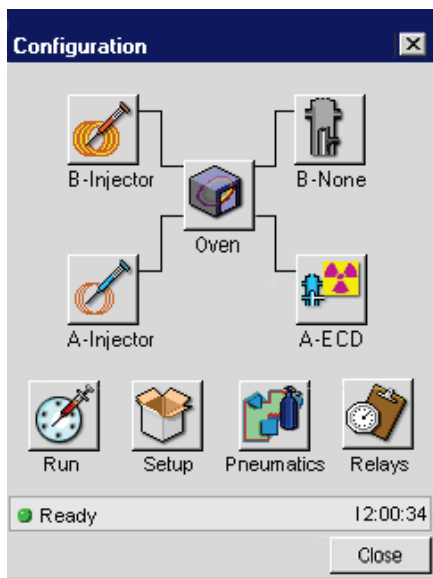 Configuration
B-Injector
B-None
Oven
A-Injector
A-ECD
Run
Setup
Pneumatics
Relays
Ready
12:00:34
Close